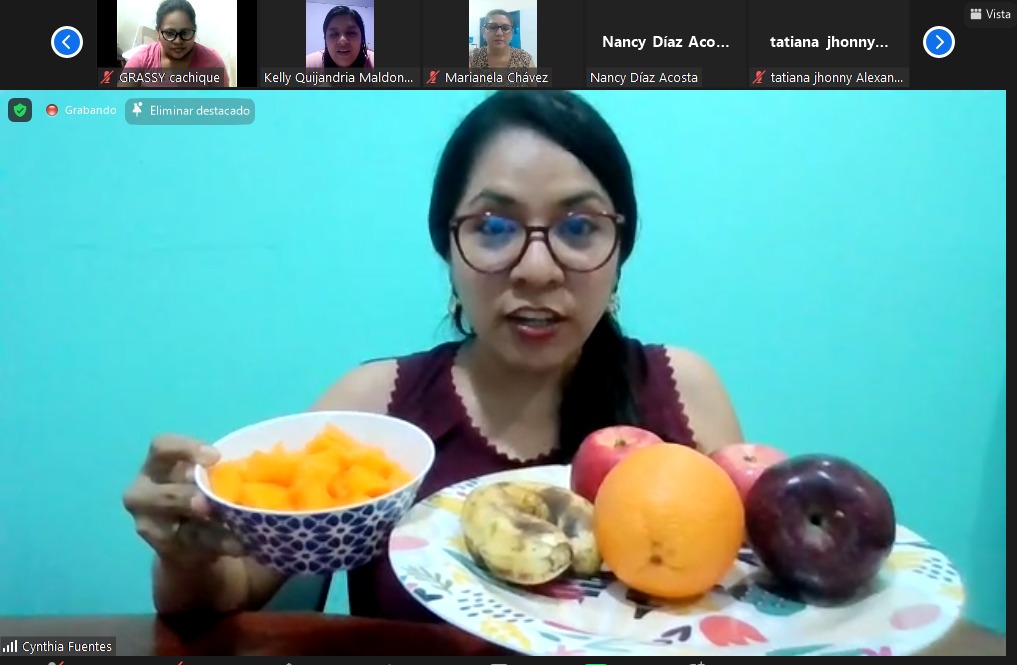 Vista
Nancy Díaz Aco...
tatiana jhonny...
GRASSY cachique
Kelly Quijandria Maldon...
Marianela Chávez
Nancy Díaz Acosta
tatiana jhonny Alexan...
Grabando
Eliminar destacado
Cynthia Fuentes